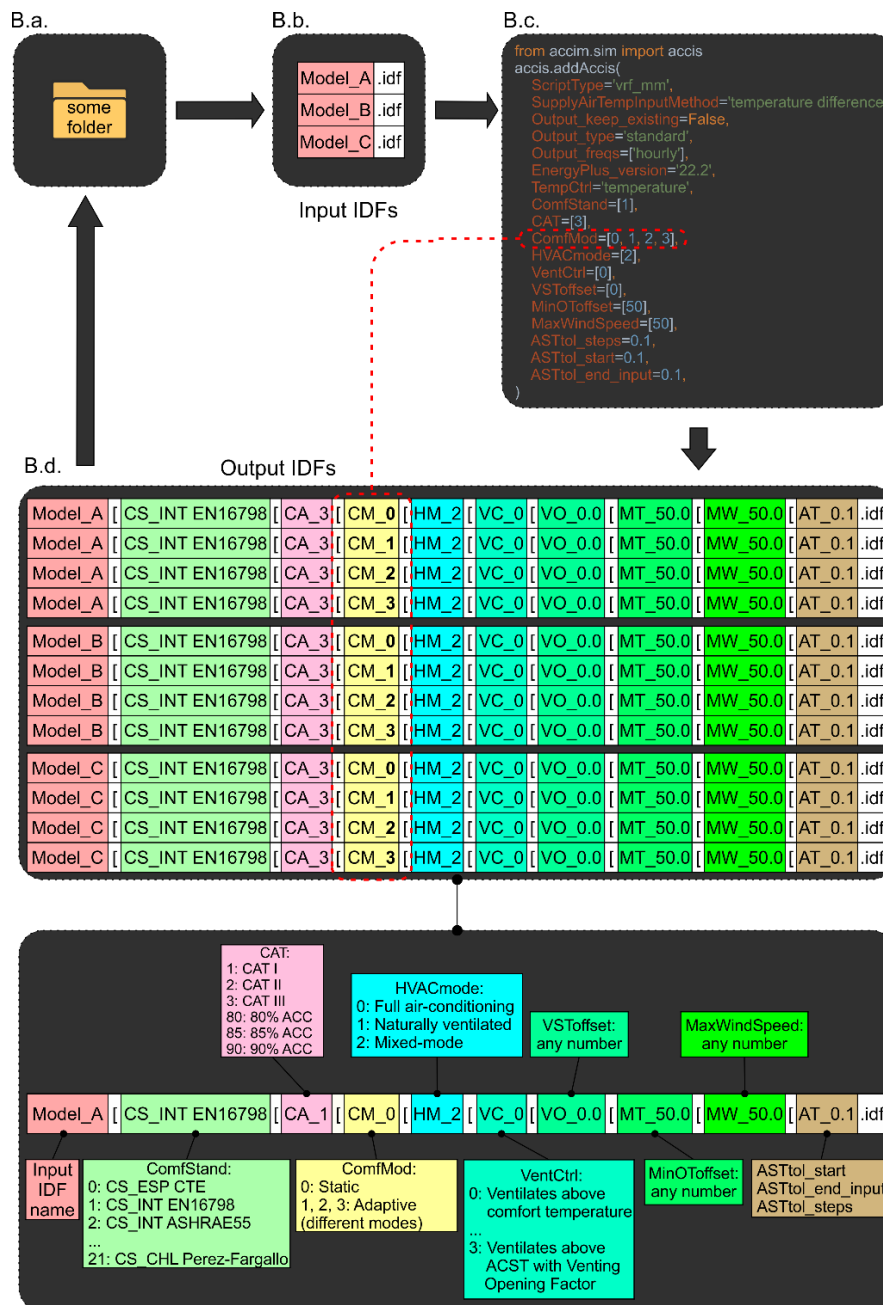 B.a.
B.b.
B.c.
some
folder
Model_A .idf
Model_B .idf
Model_C .idf
Input IDFs
from accim.sim import accis
accis.addAccis(
ScriptType='vrf_mm',
SupplyAirTempInputMethod='temperature difference
Output_keep_existing=False,
Output_type='standard',
Output_freqs=['hourly'],
EnergyPlus_version='22.2',
TempCtrl='temperature',
ComfStand=[1],
CAT=[3],
ComfMod=[0, 1, 2, 3],
HVACmode=[2],
VentCtrl=[0],
VSToffset=[0],
MinOToffset=[50],
MaxWindSpeed=[50],
ASTtol_steps=0.1,
ASTtol_start=0.1,
ASTtol_end_input=0.1,
)
B.d.
Output IDFs
Model_A [ CS_INT EN16798 [ CA_3 [ CM_0 [ HM_2 [ VC_0 [ VO_0.0 [ MT_50.0 [ MW_50.0 [ AT_0.1 .idf
Model_A [ CS_INT EN16798 [ CA_3 [ CM_1 [ HM_2 [ VC_0 [ VO_0.0 [ MT_50.0 [ MW_50.0 [ AT_0.1 .idf
Model_A [ CS_INT EN16798 [ CA_3 [ CM_2 [ HM_2 [ VC_0 [ VO_0.0 [ MT_50.0 [ MW_50.0 [ AT_0.1 .idf
Model_A [ CS_INT EN16798 [ CA_3 [ CM_3 [ HM_2 [ VC_0 [ VO_0.0 [ MT_50.0 [ MW_50.0 [ AT_0.1 .idf
Model_B [ CS_INT EN16798 [ CA_3 [ CM_0 [ HM_2 [ VC_0 [ VO_0.0 [ MT_50.0 [ MW_50.0 [ AT_0.1 .idf
Model_B [ CS_INT EN16798 [ CA_3 [ CM_1 [ HM_2 [ VC_0 [ VO_0.0 [ MT_50.0 [ MW_50.0 [ AT_0.1 .idf
Model_B [ CS_INT EN16798 [ CA_3 [ CM_2 [ HM_2 [ VC_0 [ VO_0.0 [ MT_50.0 [ MW_50.0 [ AT_0.1 .idf
Model_B [ CS_INT EN16798 [ CA_3 [ CM_3 [ HM_2 [ VC_0 [ VO_0.0 [ MT_50.0 [ MW_50.0 [ AT_0.1 .idf
Model_C [ CS_INT EN16798 [ CA_3 [ CM_0 [ HM_2 [ VC_0 [ VO_0.0 [ MT_50.0 [ MW_50.0 [ AT_0.1 .idf
Model_C [ CS_INT EN16798 [ CA_3 [ CM_1 [ HM_2 [ VC_0 [ VO_0.0 [ MT_50.0 [ MW_50.0 [ AT_0.1 .idf
Model_C [ CS_INT EN16798 [ CA_3 [ CM_2 [ HM_2 [ VC_0 [ VO_0.0 [ MT_50.0 [ MW_50.0 [ AT_0.1 .idf
Model_C [ CS_INT EN16798 [ CA_3 [ CM_3 [ HM_2 [ VC_0 [ VO_0.0 [ MT_50.0 [ MW_50.0 [ AT_0.1 .idf
CAT:
1: CAT I
2: CAT II
3: CAT III
80: 80% ACC
85: 85% ACC
90: 90% ACC
HVACmode:
0: Full air-conditioning
1: Naturally ventilated
2: Mixed-mode
VSToffset:
any number
MaxWindSpeed:
any number
Model_A [ CS_INT EN16798 [ CA_1 [ CM_0 [ HM_2 [ VC_0 [ VO_0.0 [ MT_50.0 [ MW_50.0 [ AT_0.1 .idf
Input
IDF
name
ComfStand:
0: CS_ESP CTE
1: CS_INT EN16798
2: CS_INT ASHRAE55
...
21: CS_CHL Perez-Fargallo
ComfMod:
0: Static
1, 2, 3: Adaptive
(different modes)
VentCtrl:
0: Ventilates above
comfort temperature
...
3: Ventilates above
ACST with Venting
Opening Factor
MinOToffset:
any number
ASTtol_start
ASTtol_end_input
ASTtol_steps